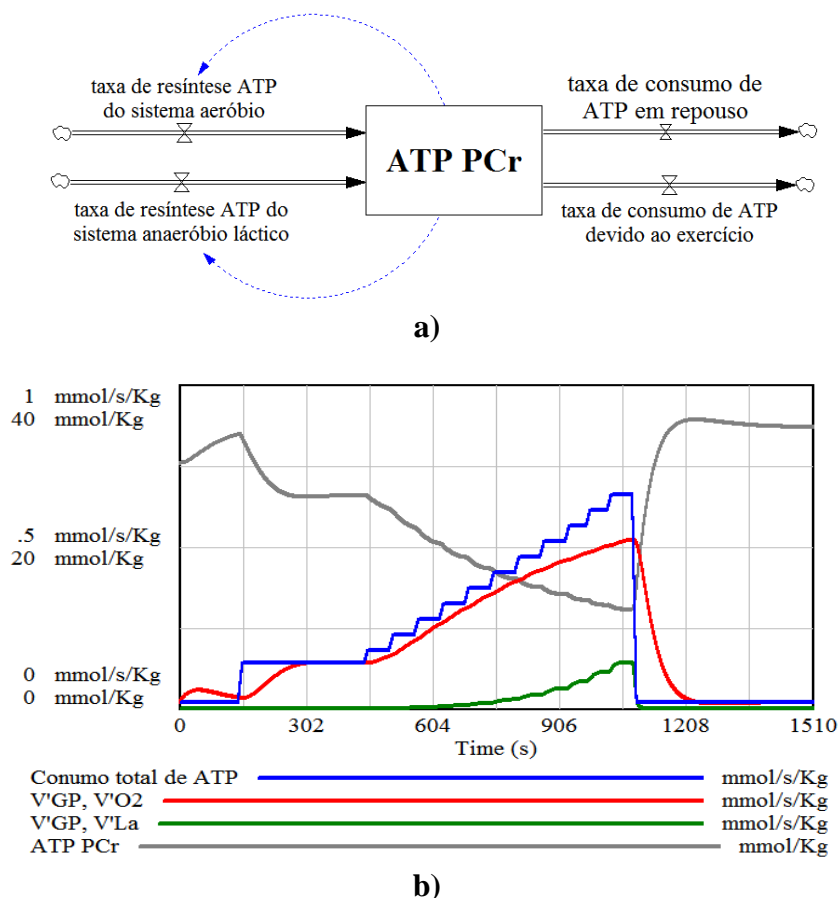 taxa de resíntese ATP
do sistema aeróbio
taxa de consumo de
ATP em repouso
ATP PCr
taxa de resíntese ATP do
sistema anaeróbio láctico
taxa de consumo de ATP
devido ao exercício
a)
1 mmol/s/Kg
40 mmol/Kg
.5 mmol/s/Kg
20 mmol/Kg
0 mmol/s/Kg
0 mmol/Kg
0 302 604 906 1208 1510
Time (s)
Conumo total de ATP mmol/s/Kg
V'GP, V'O2 mmol/s/Kg
V'GP, V'La mmol/s/Kg
ATP PCr mmol/Kg
b)